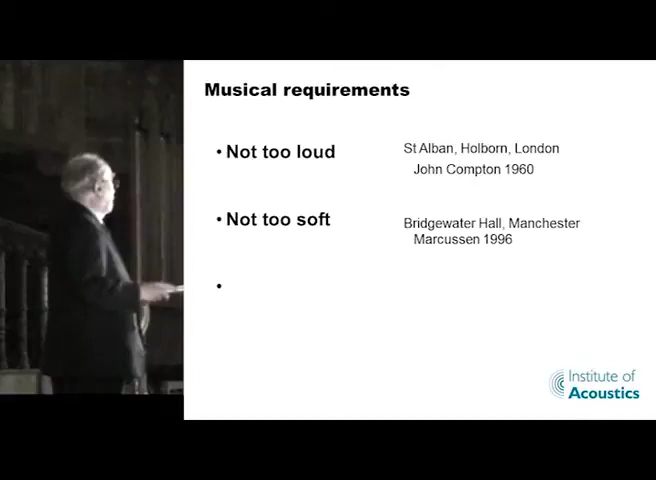 Musical requirements
• Not too loud
St Alban, Holborn, London
John Compton 1960
• Not too soft
Bridgewater Hall, Manchester
Marcussen 1996
•
Institute of
Acoustics